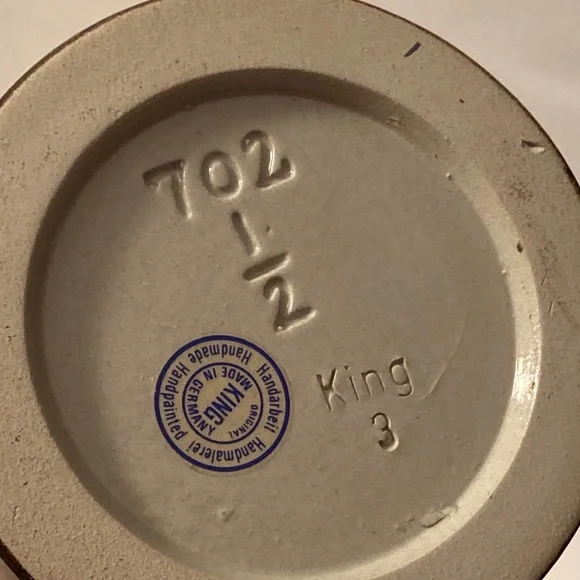 702
1
2
King
3
Handmade Handpainted Handmalerei Handarbeit
ORIGINAL
KING
MADE IN GERMANY